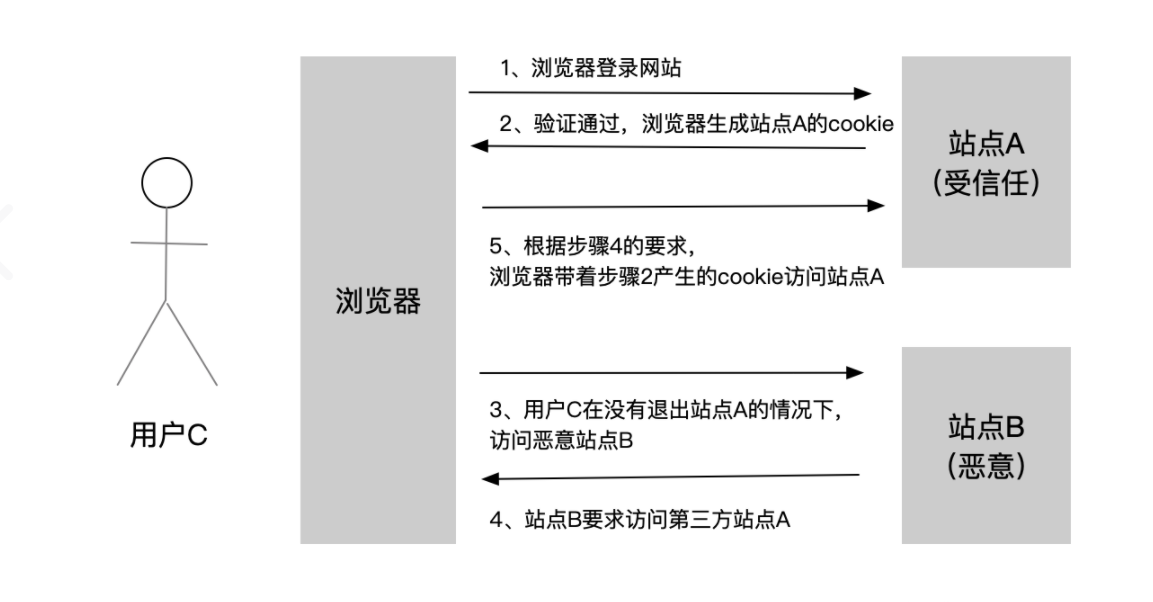 1、浏览器登录网站
2、验证通过，浏览器生成站点A的cookie
站点A
（受信任）
5、根据步骤4的要求，
浏览器带着步骤2产生的cookie访问站点A
浏览器
3、用户C在没有退出站点A的情况下，
访问恶意站点B
站点B
（恶意）
用户C
4、站点B要求访问第三方站点A